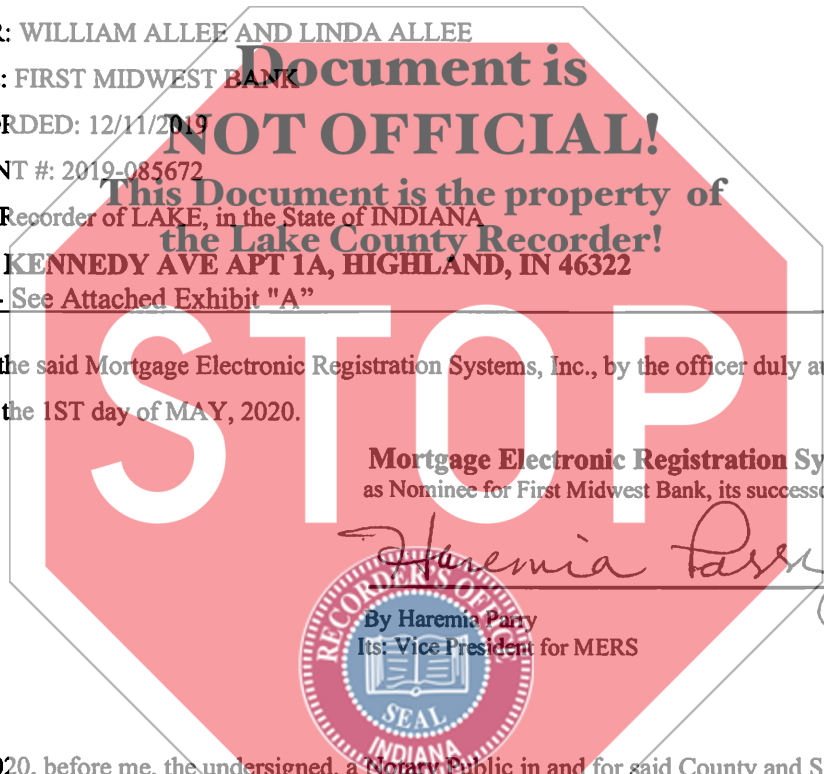 R: WILLIAM ALLEE AND LINDA ALLEE
Document is
: FIRST MIDWEST BANK
RDED: 12/11/2019
NOT OFFICIAL!
NT #: 2019-085672
This Document is the property of
Recorder of LAKE, in the State of INDIANA
the Lake County Recorder!
KENNEDY AVE APT 1A, HIGHLAND, IN 46322
- See Attached Exhibit "A"
STOP
the said Mortgage Electronic Registration Systems, Inc., by the officer duly au
the 1ST day of MAY, 2020.
Mortgage Electronic Registration Sy
as Nominee for First Midwest Bank, its successo
Haremia Parry
By Haremia Parry
Its: Vice President for MERS
RECORDER'S OFFICE
SEAL
INDIANA
020, before me, the undersigned, a Notary Public in and for said County and S